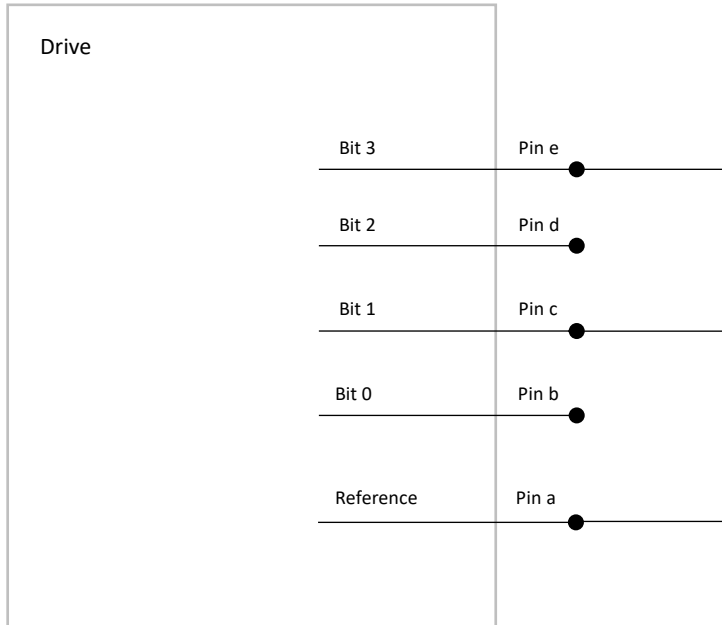 Drive
Bit 3 Pin e
Bit 2 Pin d
Bit 1 Pin c
Bit 0 Pin b
Reference Pin a